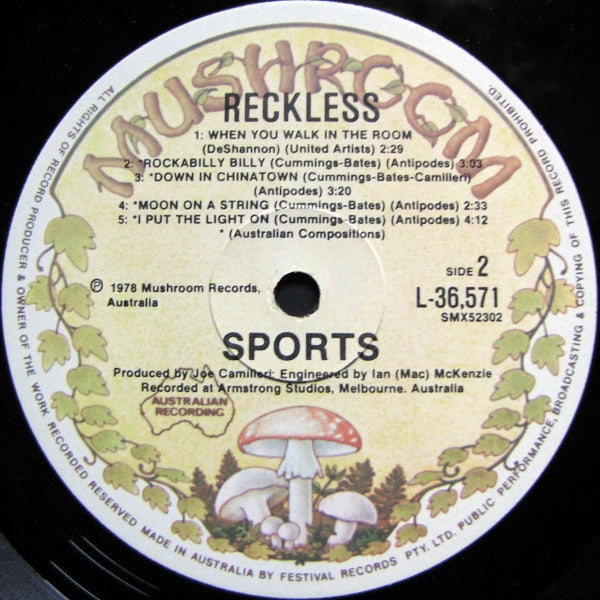 MUSHROOM
RECKLESS
1: WHEN YOU WALK IN THE ROOM
(DeShannon) (United Artists) 2:29
2: *ROCKABILLY BILLY (Cummings-Bates) (Antipodes) 3:03
3: *DOWN IN CHINATOWN (Cummings-Bates-Camilleri)
(Antipodes) 3:20
4: *MOON ON A STRING (Cummings-Bates) (Antipodes) 2:33
5: *I PUT THE LIGHT ON (Cummings-Bates) (Antipodes) 4:12
* (Australian Compositions)
℗ 1978 Mushroom Records,
Australia
SIDE 2
L-36,571
SMX52302
SPORTS
Produced by Joe Camilleri: Engineered by Ian (Mac) McKenzie
Recorded at Armstrong Studios, Melbourne. Australia
AUSTRALIAN
RECORDING
ALL RIGHTS OF RECORD PRODUCER & OWNER OF THE WORK RECORDED RESERVED MADE IN AUSTRALIA BY FESTIVAL RECORDS PTY. LTD. PUBLIC PERFORMANCE, BROADCASTING & COPYING OF THIS RECORD PROHIBITED.